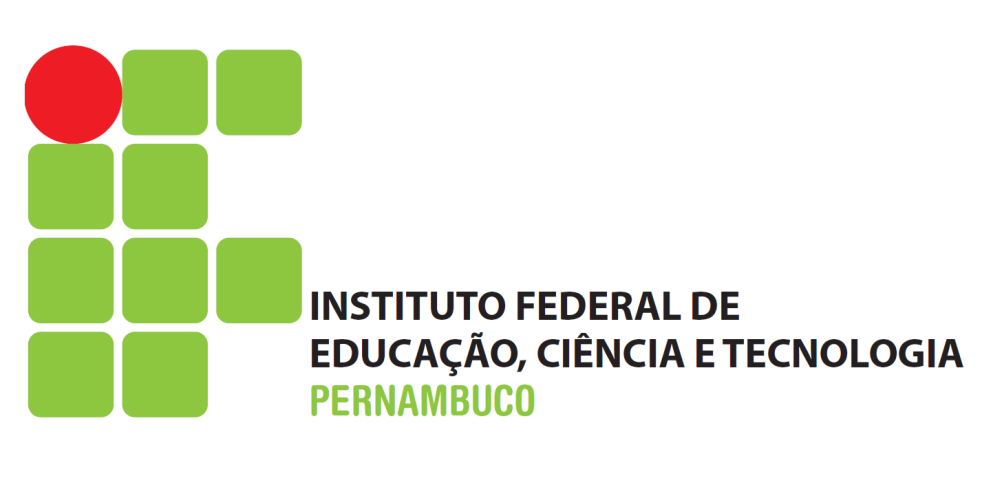 INSTITUTO FEDERAL DE
EDUCAÇÃO, CIÊNCIA E TECNOLOGIA
PERNAMBUCO